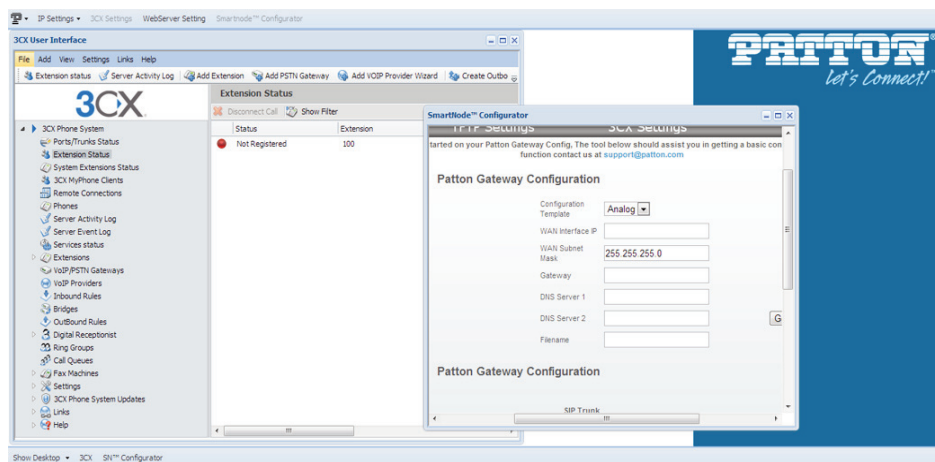 IP Settings 3CX Settings WebServer Setting Smartnode™ Configurator
3CX User Interface
File Add View Settings Links Help
Extension status Server Activity Log Add Extension Add PSTN Gateway Add VOIP Provider Wizard Create Outbo
3CX
3CX Phone System
Ports/Trunks Status
Extension Status
System Extensions Status
3CX MyPhone Clients
Remote Connections
Phones
Server Activity Log
Server Event Log
Services status
Extensions
VoIP/PSTN Gateways
VoIP Providers
Inbound Rules
Bridges
OutBound Rules
Digital Receptionist
Ring Groups
Call Queues
Fax Machines
Settings
3CX Phone System Updates
Links
Help
Extension Status
Disconnect Call Show Filter
Status Extension
Not Registered 100
SmartNode™ Configurator
TFTP Settings 3CX Settings
tarted on your Patton Gateway Config, The tool below should assist you in getting a basic con
function contact us at support@patton.com
Patton Gateway Configuration
Configuration
Template
Analog
WAN Interface IP
WAN Subnet
Mask
255.255.255.0
Gateway
DNS Server 1
DNS Server 2
G
Filename
Patton Gateway Configuration
SIP Trunk
PATTON®
Let's Connect!™
Show Desktop 3CX SN™ Configurator